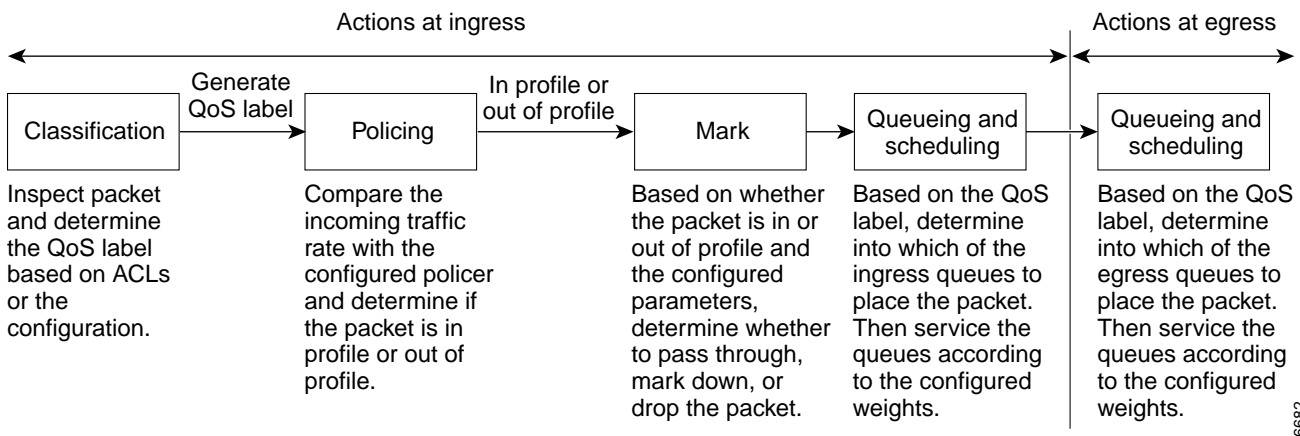 Actions at ingress
Actions at egress
Generate
QoS label
In profile or
out of profile
Classification
Policing
Mark
Queueing and
scheduling
Queueing and
scheduling
Inspect packet
and determine
the QoS label
based on ACLs
or the
configuration.
Compare the
incoming traffic
rate with the
configured policer
and determine if
the packet is in
profile or out of
profile.
Based on whether
the packet is in or
out of profile and
the configured
parameters,
determine whether
to pass through,
mark down, or
drop the packet.
Based on the QoS
label, determine
into which of the
ingress queues to
place the packet.
Then service the
queues according
to the configured
weights.
Based on the QoS
label, determine
into which of the
egress queues to
place the packet.
Then service the
queues according
to the configured
weights.